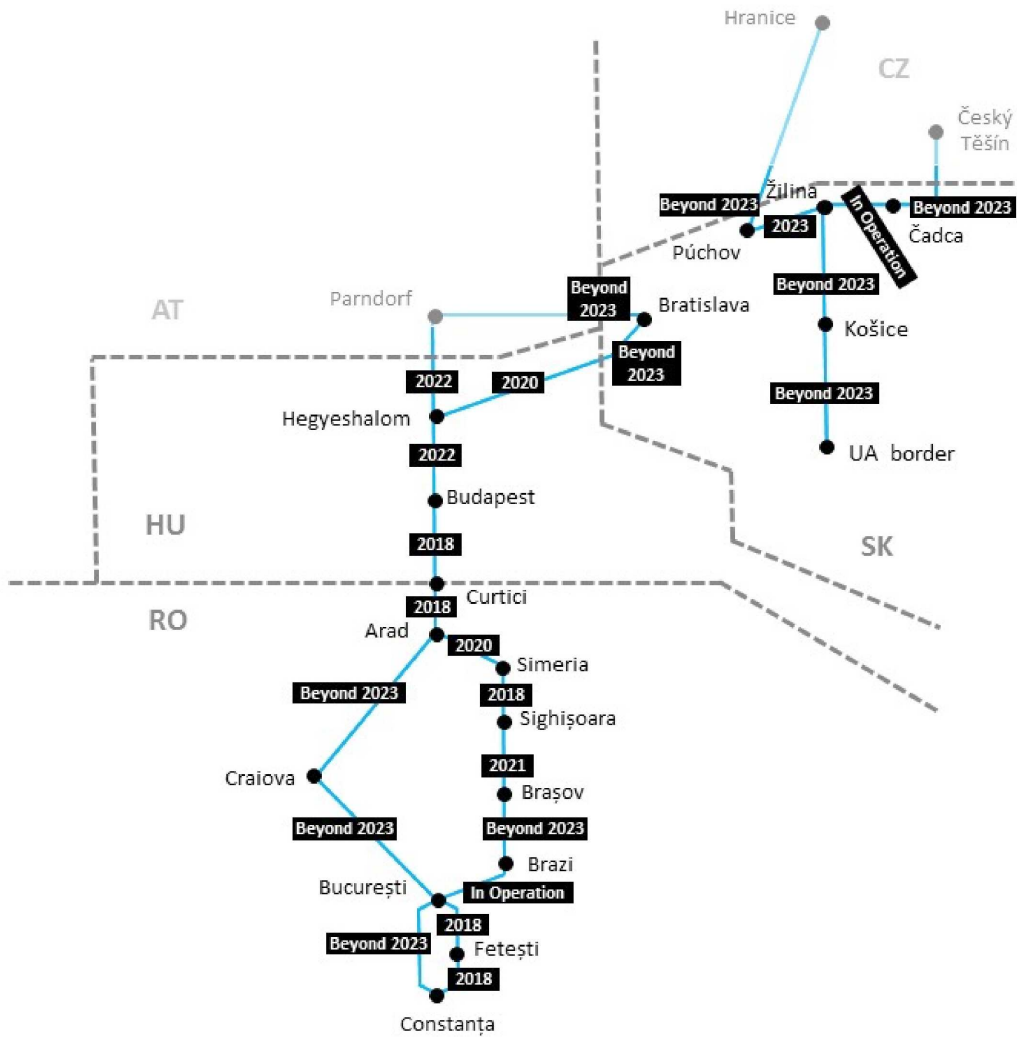 Hranice
CZ
Český
Těšín
Žilina
Beyond 2023
In Operation
Beyond 2023
2023
Čadca
Púchov
Beyond 2023
Beyond
2023
Parndorf
AT
Bratislava
Košice
Beyond
2023
2022
2020
Beyond 2023
Hegyeshalom
2022
UA border
Budapest
HU
2018
SK
Curtici
2018
RO
Arad
2020
Simeria
Beyond 2023
2018
Sighișoara
2021
Craiova
Brașov
Beyond 2023
Beyond 2023
Brazi
București
In Operation
2018
Beyond 2023
Fetești
2018
Constanța